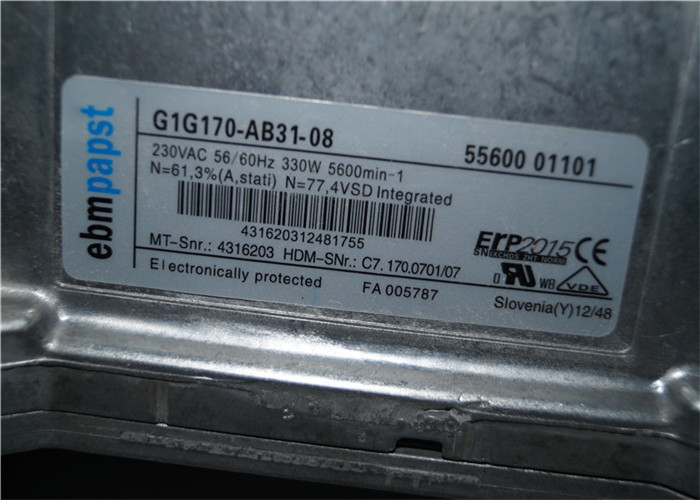 ebmpapst
G1G170-AB31-08
55600 01101
230VAC 56/60Hz 330W 5600min-1
N=61,3%(A,stati) N=77,4VSD Integrated
431620312481755
MT-Snr.: 4316203 HDM-SNr.: C7.170.0701/07
ErP2015 CE
Electronically protected
FA 005787
VDE
Slovenia(Y)12/48